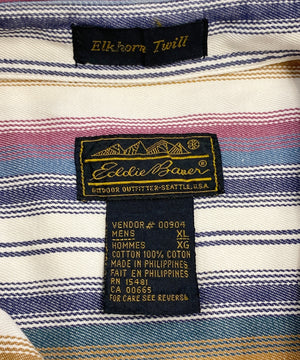 Elkhorn Twill
Eddie Bauer®
OUTDOOR OUTFITTER-SEATTLE, U.S.A.
VENDOR # 00904
MENS XL
HOMMES XG
COTTON 100% COTON
MADE IN PHILIPPINES
FAIT EN PHILIPPINES
RN 15481
CA 00665
FOR CARE SEE REVERSE